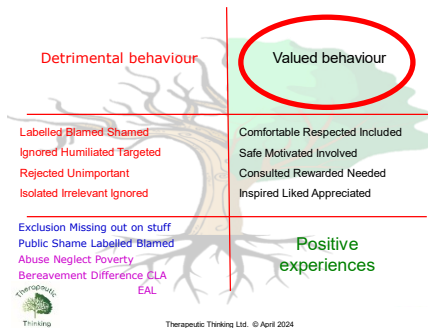 Detrimental behaviour
Valued behaviour
Labelled Blamed Shamed
Ignored Humiliated Targeted
Rejected Unimportant
Isolated Irrelevant Ignored
Comfortable Respected Included
Safe Motivated Involved
Consulted Rewarded Needed
Inspired Liked Appreciated
Exclusion Missing out on stuff
Public Shame Labelled Blamed
Abuse Neglect Poverty
Bereavement Difference CLA
EAL
Positive
experiences
Therapeutic
Thinking
Therapeutic Thinking Ltd. © April 2024